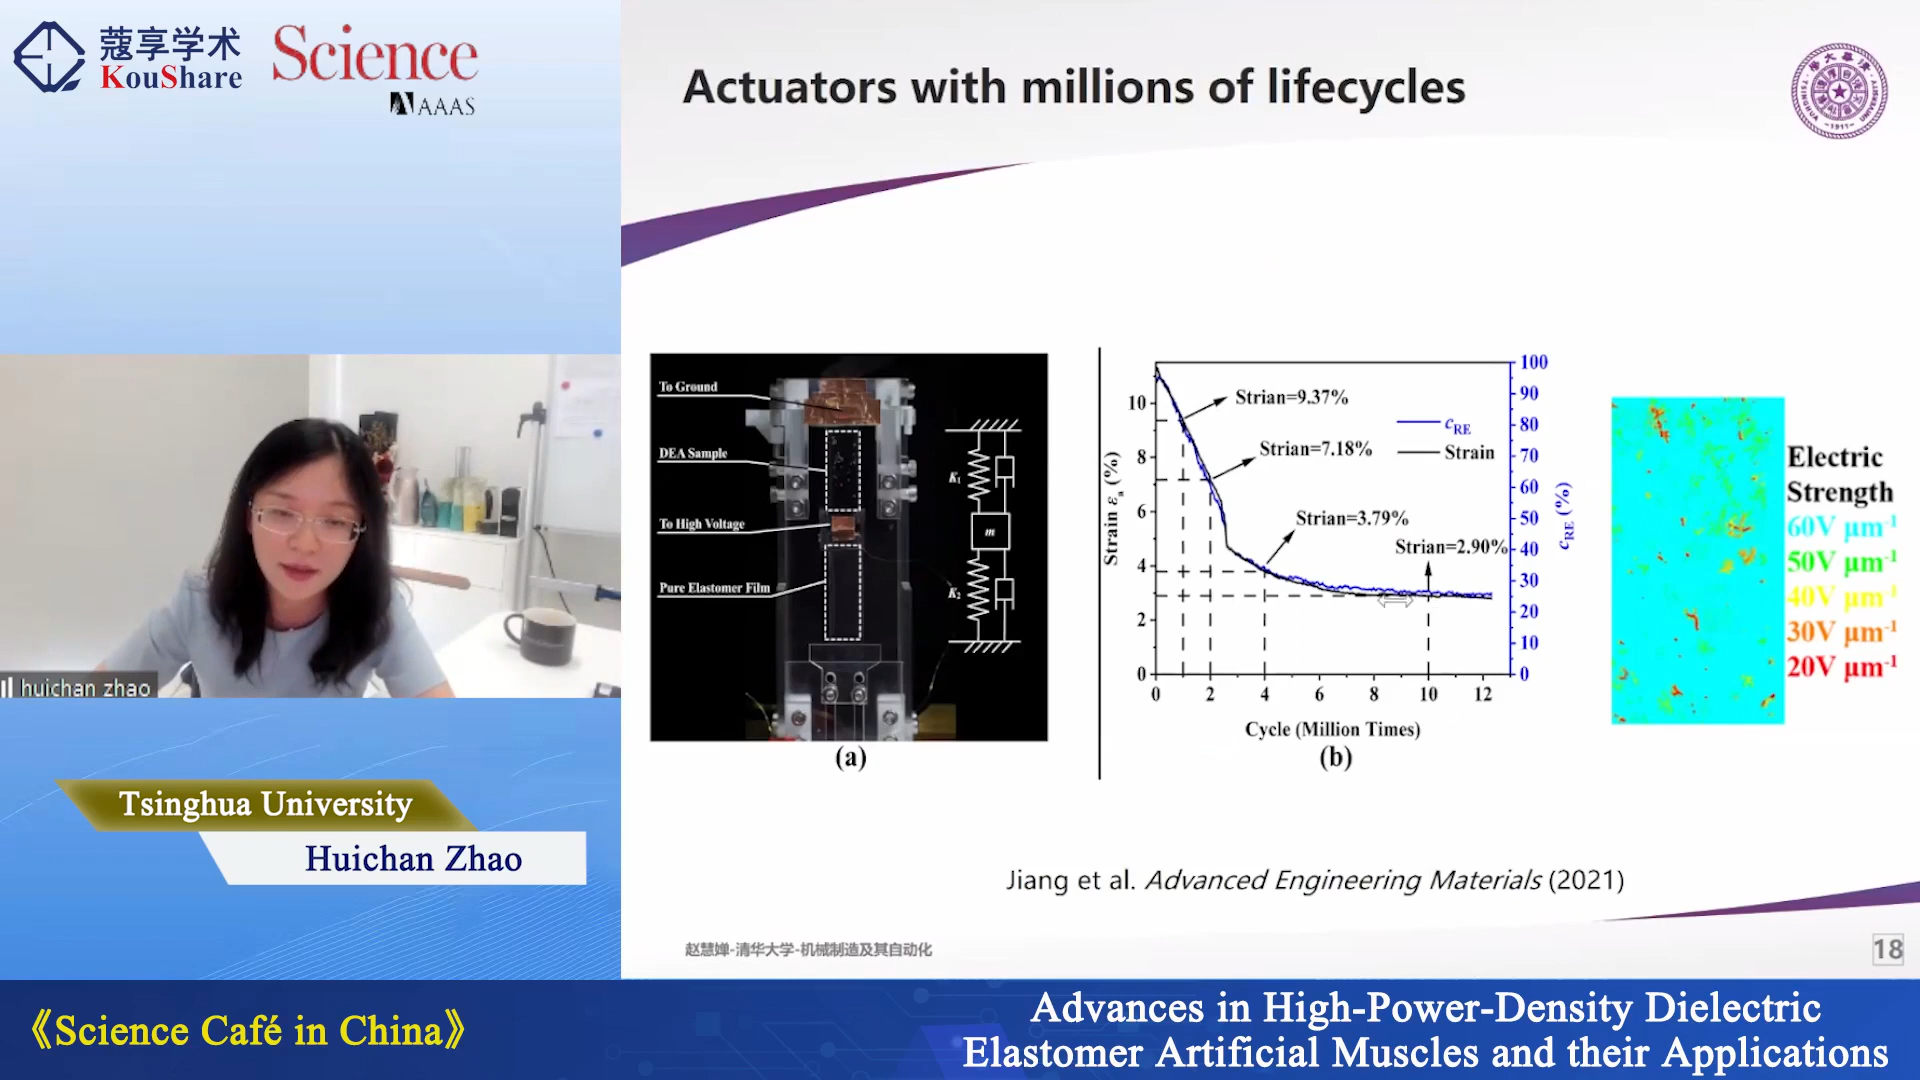 蔻享学术
KouShare
Science
AAAS
Actuators with millions of lifecycles
TSINGHUA UNIVERSITY
-1911-
To Ground
DEA Sample
To High Voltage
Pure Elastomer Film
K1
m
K2
(a)
Strain εa (%)
10
8
6
4
2
0
Strian=9.37%
Strian=7.18%
Strian=3.79%
Strian=2.90%
cRE
Strain
100
90
80
70
60
50
40
30
20
10
0
cRE (%)
0 2 4 6 8 10 12
Cycle (Million Times)
(b)
Electric
Strength
60V μm-1
50V μm-1
40V μm-1
30V μm-1
20V μm-1
Jiang et al. Advanced Engineering Materials (2021)
赵慧婵-清华大学-机械制造及其自动化
18
huichan zhao
Tsinghua University
Huichan Zhao
《Science Café in China》
Advances in High-Power-Density Dielectric
Elastomer Artificial Muscles and their Applications